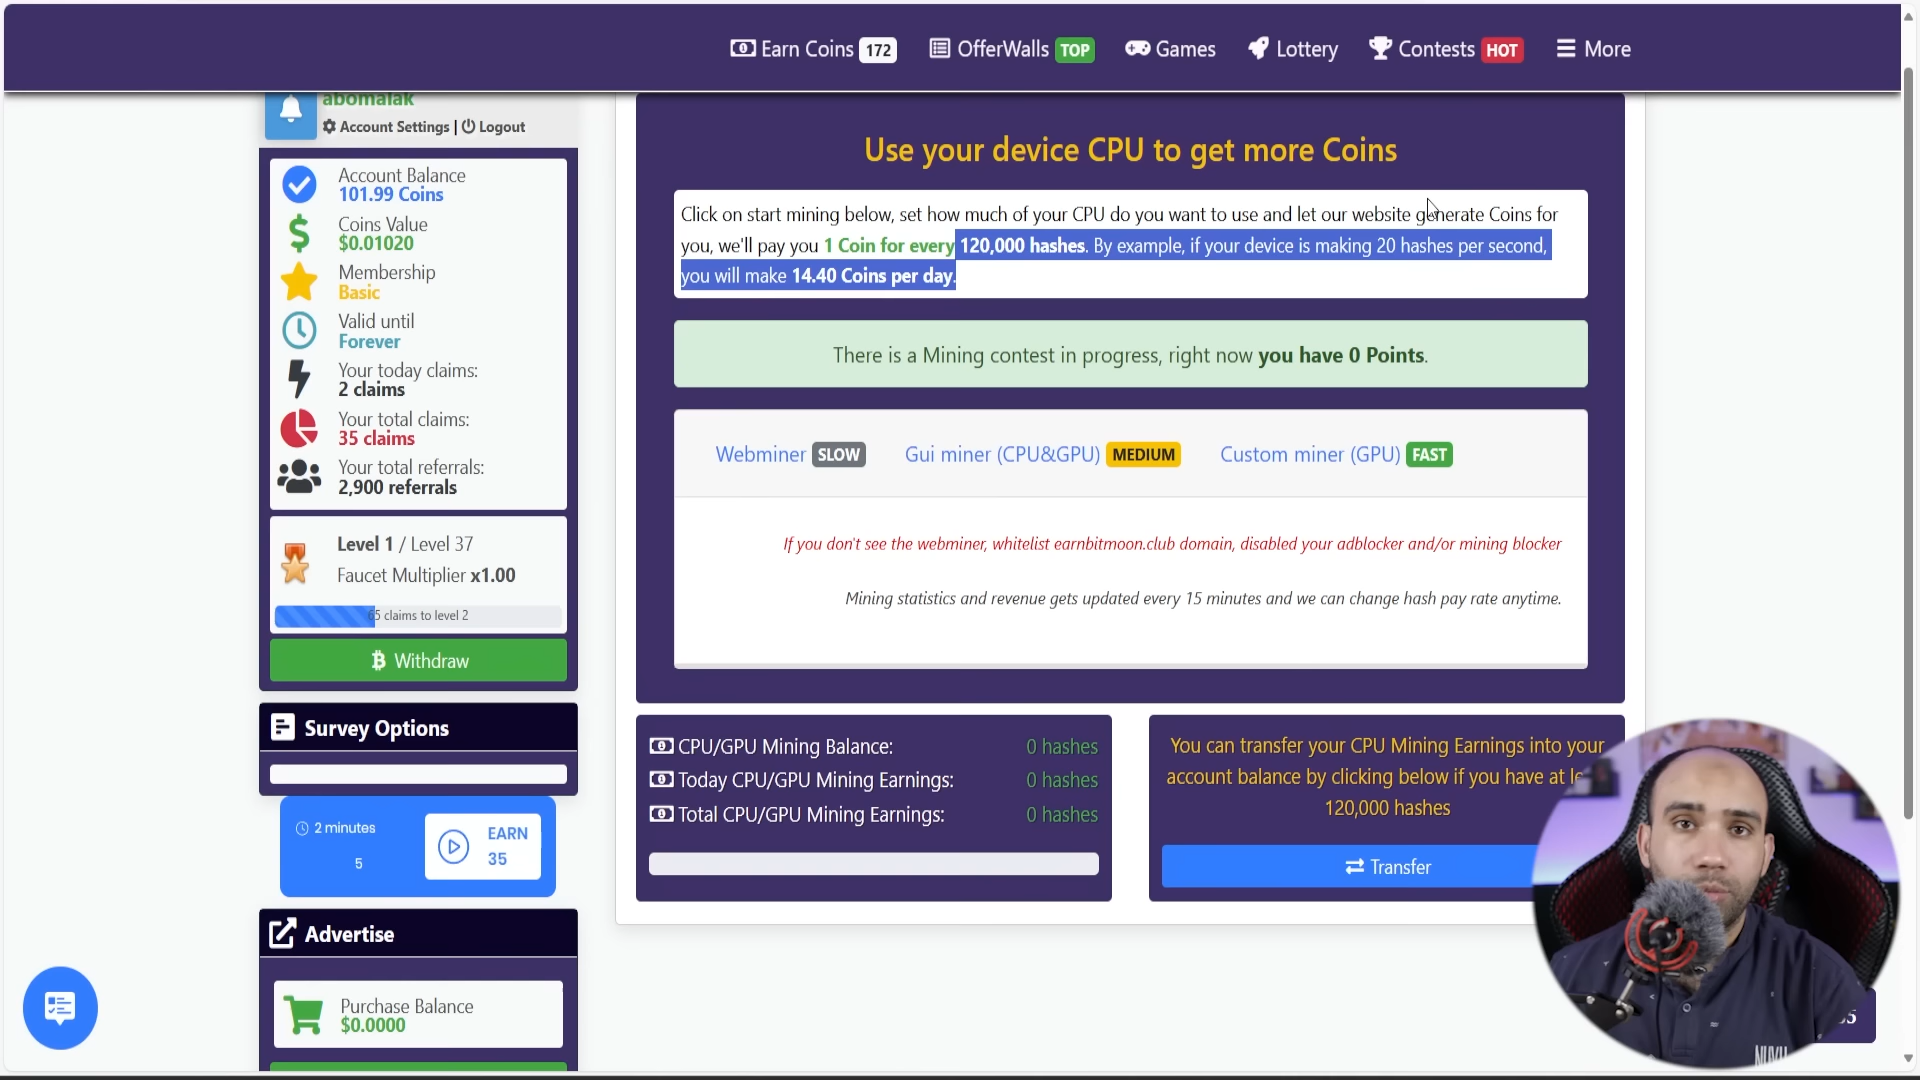 Earn Coins 172 OfferWalls TOP Games Lottery Contests HOT More
abomalak
Account Settings | Logout
Account Balance
101.99 Coins
Coins Value
$0.01020
Membership
Basic
Valid until
Forever
Your today claims:
2 claims
Your total claims:
35 claims
Your total referrals:
2,900 referrals
Level 1 / Level 37
Faucet Multiplier x1.00
65 claims to level 2
Withdraw
Survey Options
2 minutes
5
EARN
35
Advertise
Purchase Balance
$0.0000
Use your device CPU to get more Coins
Click on start mining below, set how much of your CPU do you want to use and let our website generate Coins for
you, we'll pay you 1 Coin for every 120,000 hashes. By example, if your device is making 20 hashes per second,
you will make 14.40 Coins per day.
There is a Mining contest in progress, right now you have 0 Points.
Webminer SLOW Gui miner (CPU&GPU) MEDIUM Custom miner (GPU) FAST
If you don't see the webminer, whitelist earnbitmoon.club domain, disabled your adblocker and/or mining blocker
Mining statistics and revenue gets updated every 15 minutes and we can change hash pay rate anytime.
CPU/GPU Mining Balance: 0 hashes
Today CPU/GPU Mining Earnings: 0 hashes
Total CPU/GPU Mining Earnings: 0 hashes
You can transfer your CPU Mining Earnings into your
account balance by clicking below if you have at
120,000 hashes
Transfer